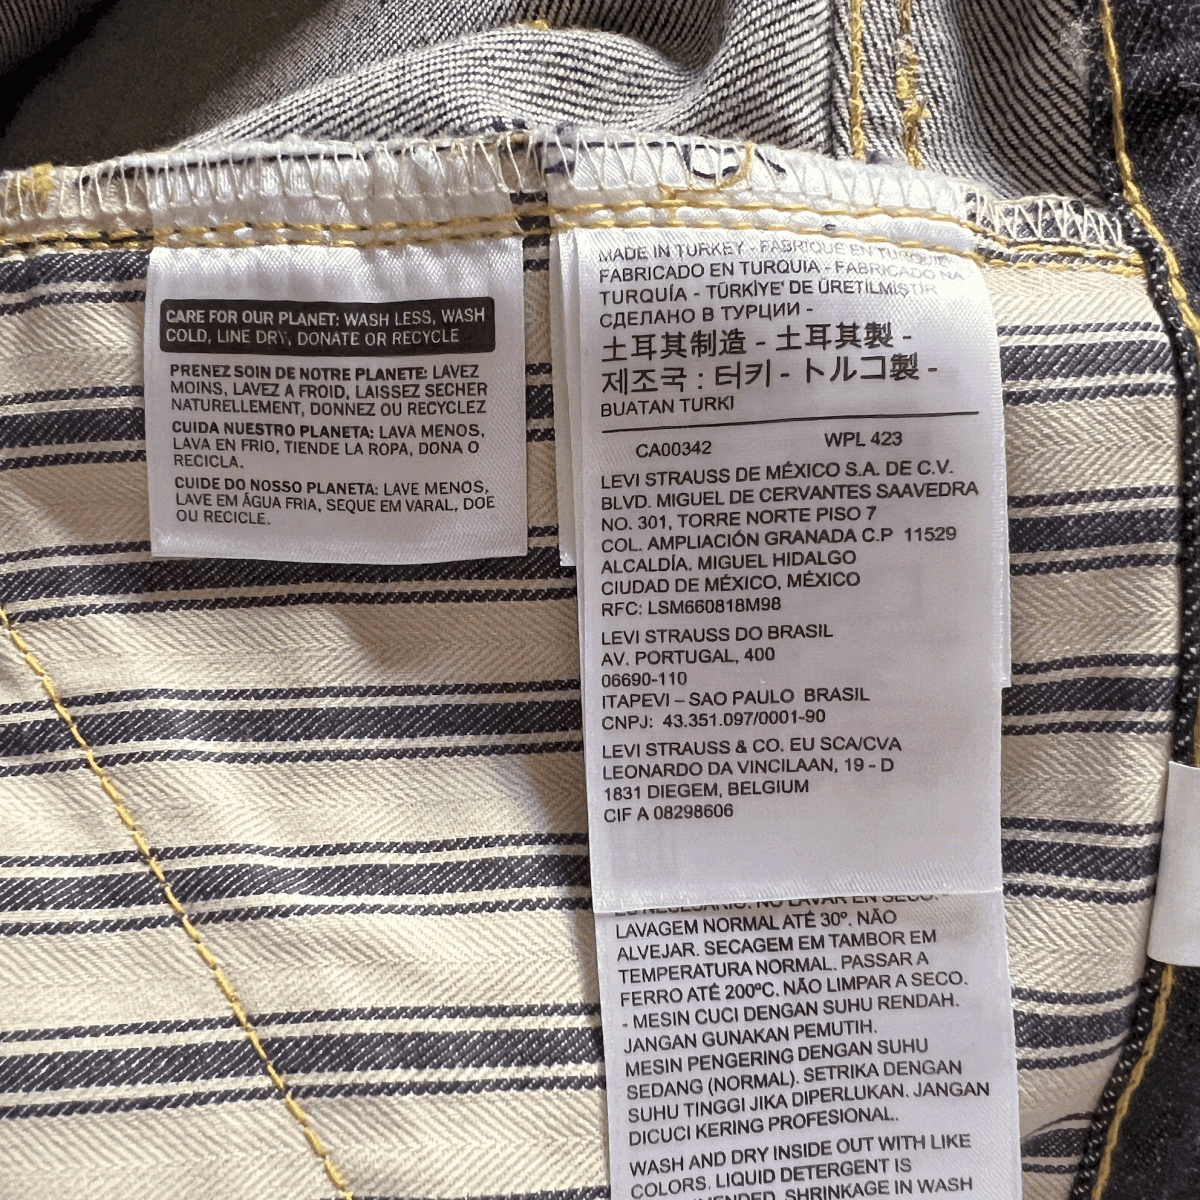 CARE FOR OUR PLANET: WASH LESS, WASH
COLD, LINE DRY, DONATE OR RECYCLE
PRENEZ SOIN DE NOTRE PLANETE: LAVEZ
MOINS, LAVEZ A FROID, LAISSEZ SECHER
NATURELLEMENT, DONNEZ OU RECYCLEZ
CUIDA NUESTRO PLANETA: LAVA MENOS,
LAVA EN FRIO, TIENDE LA ROPA, DONA O
RECICLA.
CUIDE DO NOSSO PLANETA: LAVE MENOS,
LAVE EM ÁGUA FRIA, SEQUE EM VARAL, DOE
OU RECICLE.
MADE IN TURKEY - FABRIQUÉ EN TURQUIE
FABRICADO EN TURQUIA - FABRICADO NA
TURQUÍA - TÜRKİYE' DE ÜRETILMIŞTIR
СДЕЛАНО В ТУРЦИИ -
土耳其制造 - 土耳其製 -
제조국 : 터키 - トルコ製 -
BUATAN TURKI
CA00342 WPL 423
LEVI STRAUSS DE MÉXICO S.A. DE C.V.
BLVD. MIGUEL DE CERVANTES SAAVEDRA
NO. 301, TORRE NORTE PISO 7
COL. AMPLIACIÓN GRANADA C.P 11529
ALCALDÍA. MIGUEL HIDALGO
CIUDAD DE MÉXICO, MÉXICO
RFC: LSM660818M98
LEVI STRAUSS DO BRASIL
AV. PORTUGAL, 400
06690-110
ITAPEVI – SAO PAULO BRASIL
CNPJ: 43.351.097/0001-90
LEVI STRAUSS & CO. EU SCA/CVA
LEONARDO DA VINCILAAN, 19 - D
1831 DIEGEM, BELGIUM
CIF A 08298606
NECESARIO. NO LAVAR EN SECO. -
LAVAGEM NORMAL ATÉ 30º. NÃO
ALVEJAR. SECAGEM EM TAMBOR EM
TEMPERATURA NORMAL. PASSAR A
FERRO ATÉ 200ºC. NÃO LIMPAR A SECO.
- MESIN CUCI DENGAN SUHU RENDAH.
JANGAN GUNAKAN PEMUTIH.
MESIN PENGERING DENGAN SUHU
SEDANG (NORMAL). SETRIKA DENGAN
SUHU TINGGI JIKA DIPERLUKAN. JANGAN
DICUCI KERING PROFESIONAL.
WASH AND DRY INSIDE OUT WITH LIKE
COLORS. LIQUID DETERGENT IS
SHRINKAGE IN WASH